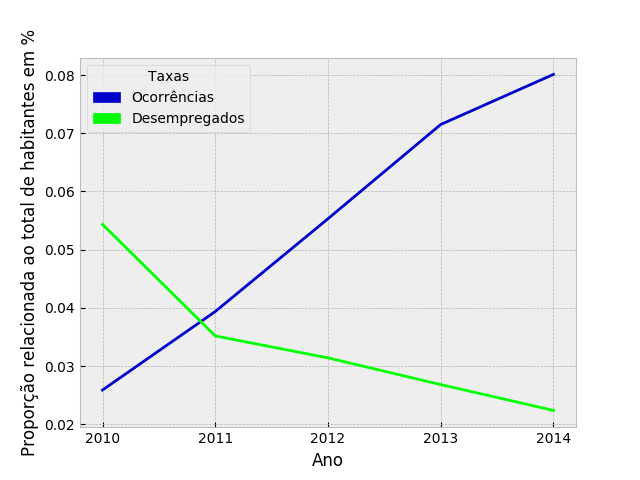 Proporção relacionada ao total de habitantes em %
0.08
0.07
0.06
0.05
0.04
0.03
0.02
Taxas
Ocorrências
Desempregados
2010 2011 2012 2013 2014
Ano